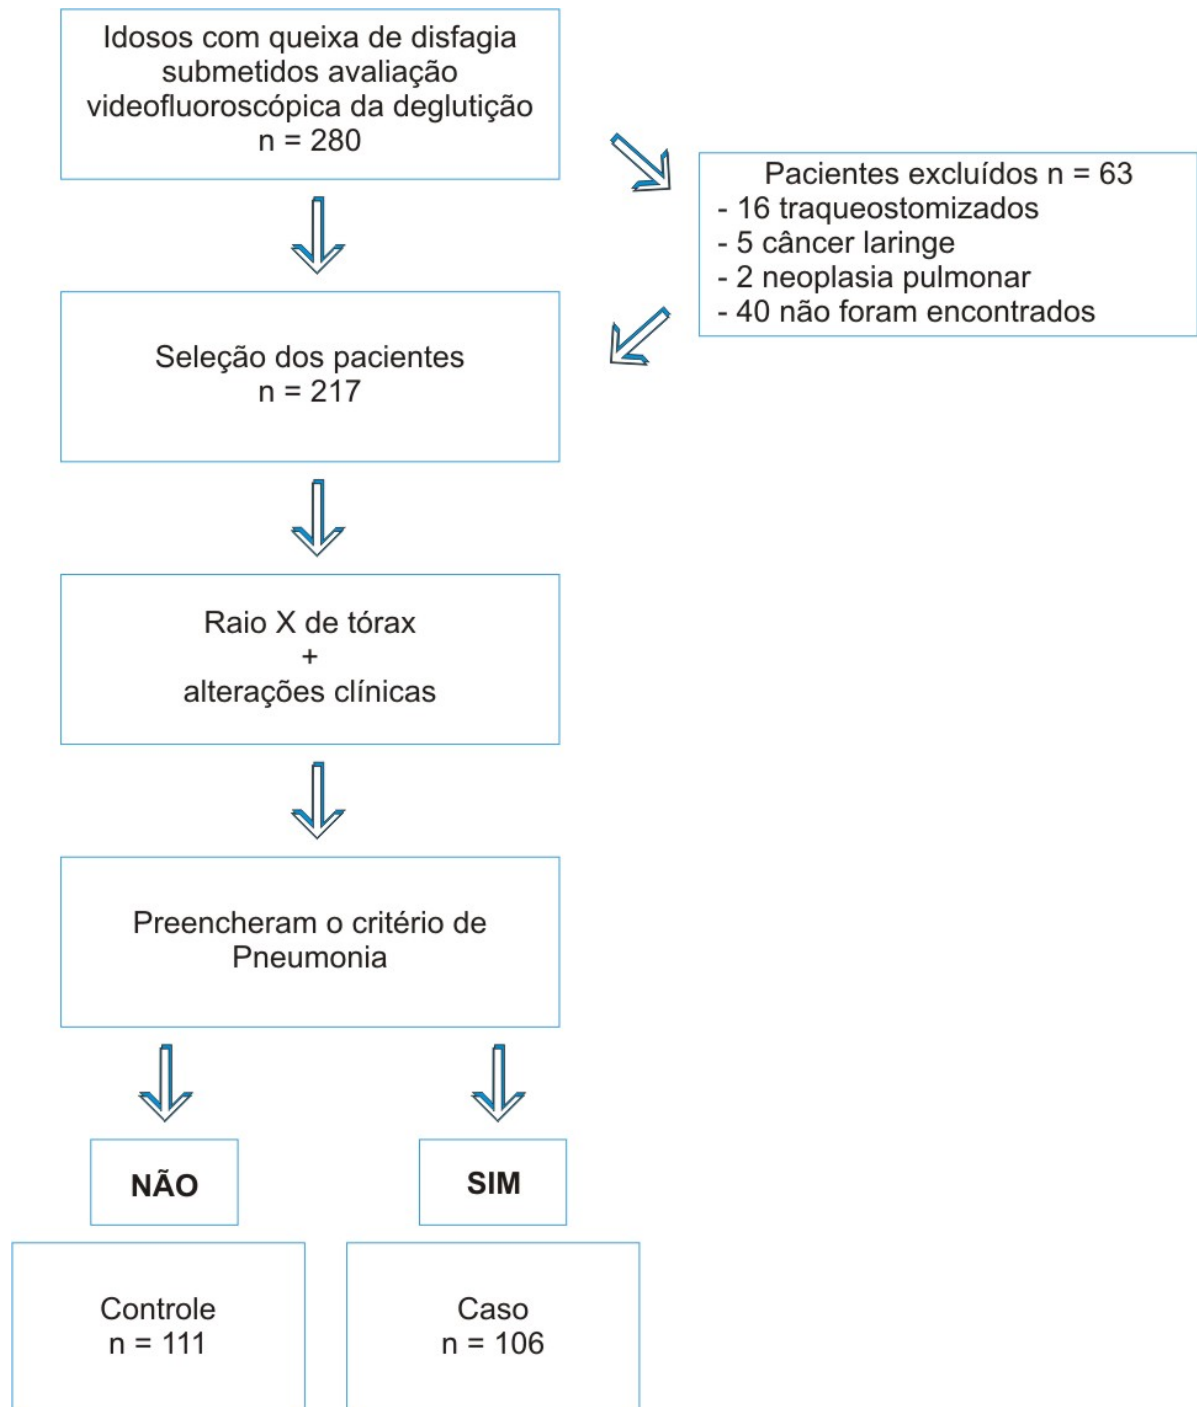 Idosos com queixa de disfagia
submetidos avaliação
videofluoroscópica da deglutição
n = 280
Pacientes excluídos n = 63
- 16 traqueostomizados
- 5 câncer laringe
- 2 neoplasia pulmonar
- 40 não foram encontrados
Seleção dos pacientes
n = 217
Raio X de tórax
+
alterações clínicas
Preencheram o critério de
Pneumonia
NÃO
SIM
Controle
n = 111
Caso
n = 106